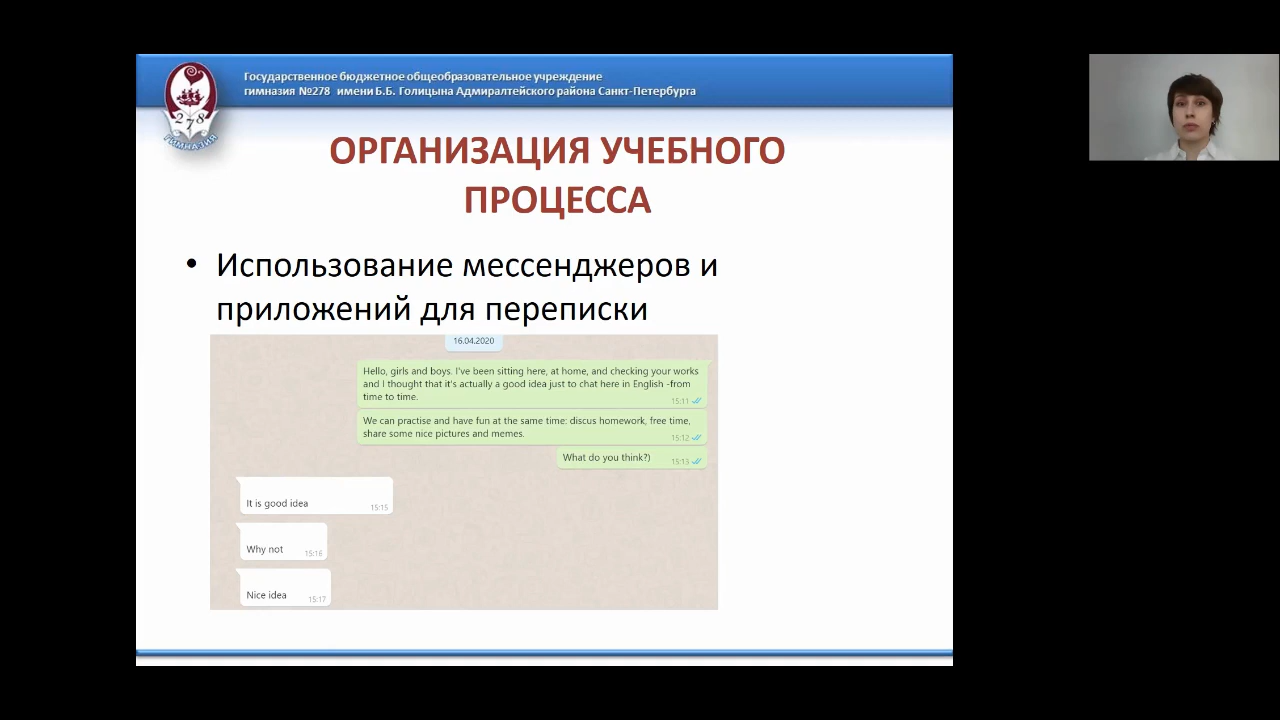 Государственное бюджетное общеобразовательное учреждение
гимназия №278 имени Б.Б. Голицына Адмиралтейского района Санкт-Петербурга
278
ГИМНАЗИЯ
ОРГАНИЗАЦИЯ УЧЕБНОГО
ПРОЦЕССА
• Использование мессенджеров и
приложений для переписки
16.04.2020
Hello, girls and boys. I've been sitting here, at home, and checking your works
and I thought that it's actually a good idea just to chat here in English -from
time to time.
15:11
We can practise and have fun at the same time: discus homework, free time,
share some nice pictures and memes.
15:12
What do you think?)
15:13
It is good idea
15:15
Why not
15:16
Nice idea
15:17